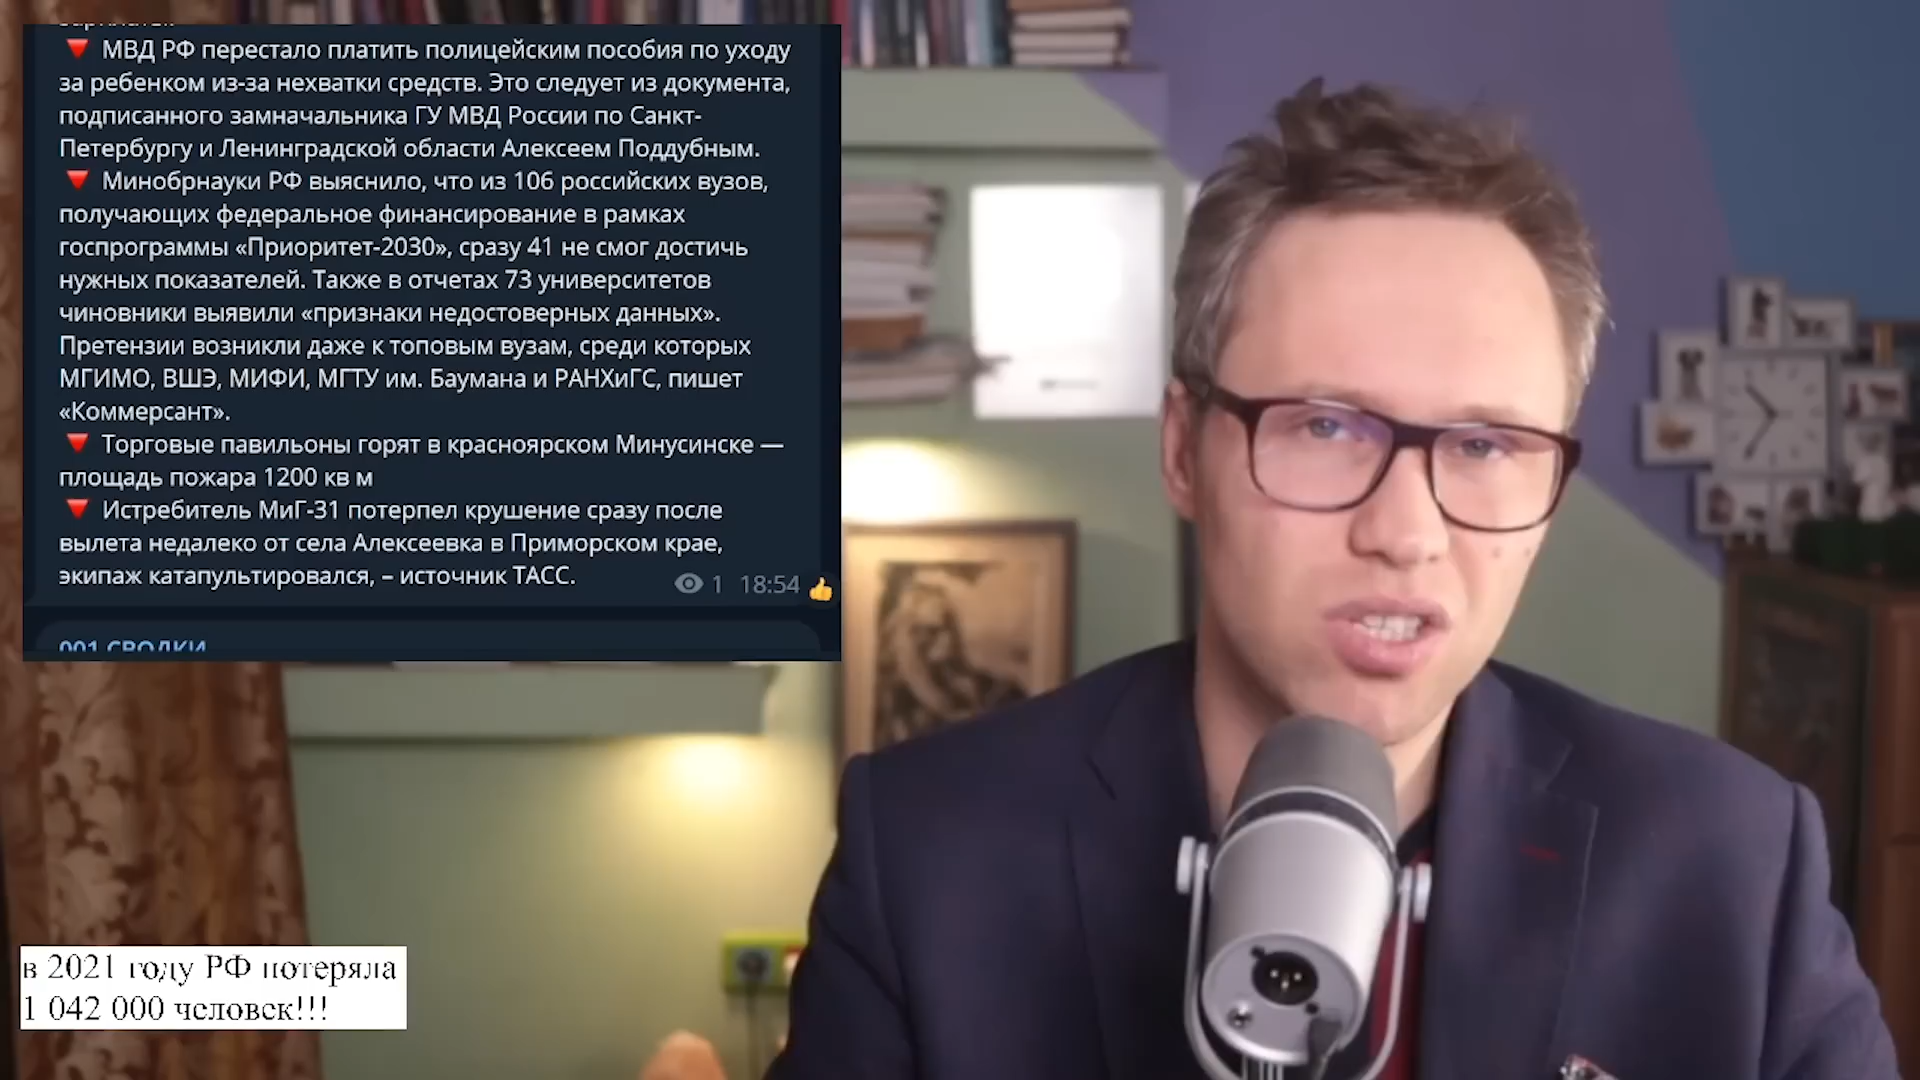 🔻 МВД РФ перестало платить полицейским пособия по уходу
за ребенком из-за нехватки средств. Это следует из документа,
подписанного замначальника ГУ МВД России по Санкт-
Петербургу и Ленинградской области Алексеем Поддубным.
🔻 Минобрнауки РФ выяснило, что из 106 российских вузов,
получающих федеральное финансирование в рамках
госпрограммы «Приоритет-2030», сразу 41 не смог достичь
нужных показателей. Также в отчетах 73 университетов
чиновники выявили «признаки недостоверных данных».
Претензии возникли даже к топовым вузам, среди которых
МГИМО, ВШЭ, МИФИ, МГТУ им. Баумана и РАНХиГС, пишет
«Коммерсант».
🔻 Торговые павильоны горят в красноярском Минусинске —
площадь пожара 1200 кв м
🔻 Истребитель МиГ-31 потерпел крушение сразу после
вылета недалеко от села Алексеевка в Приморском крае,
экипаж катапультировался, – источник ТАСС.
1 18:54 👍
001 СВОДКИ
в 2021 году РФ потеряла
1 042 000 человек!!!